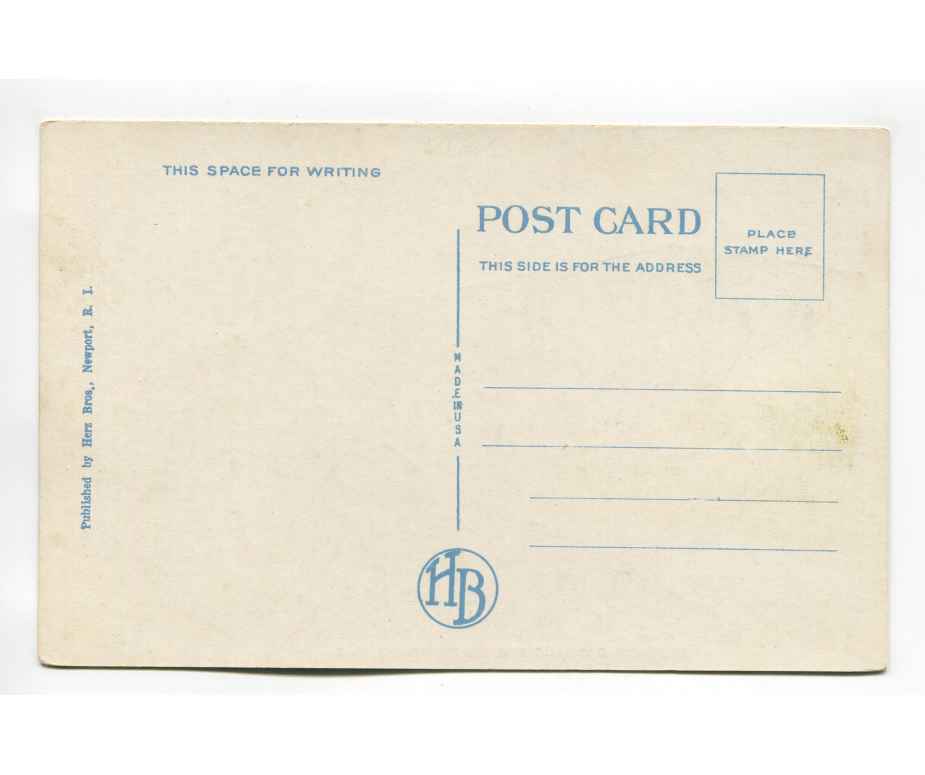 THIS SPACE FOR WRITING
POST CARD
THIS SIDE IS FOR THE ADDRESS
PLACE
STAMP HERE
Published by Herz Bros., Newport, R. I.
MADE IN USA
HB